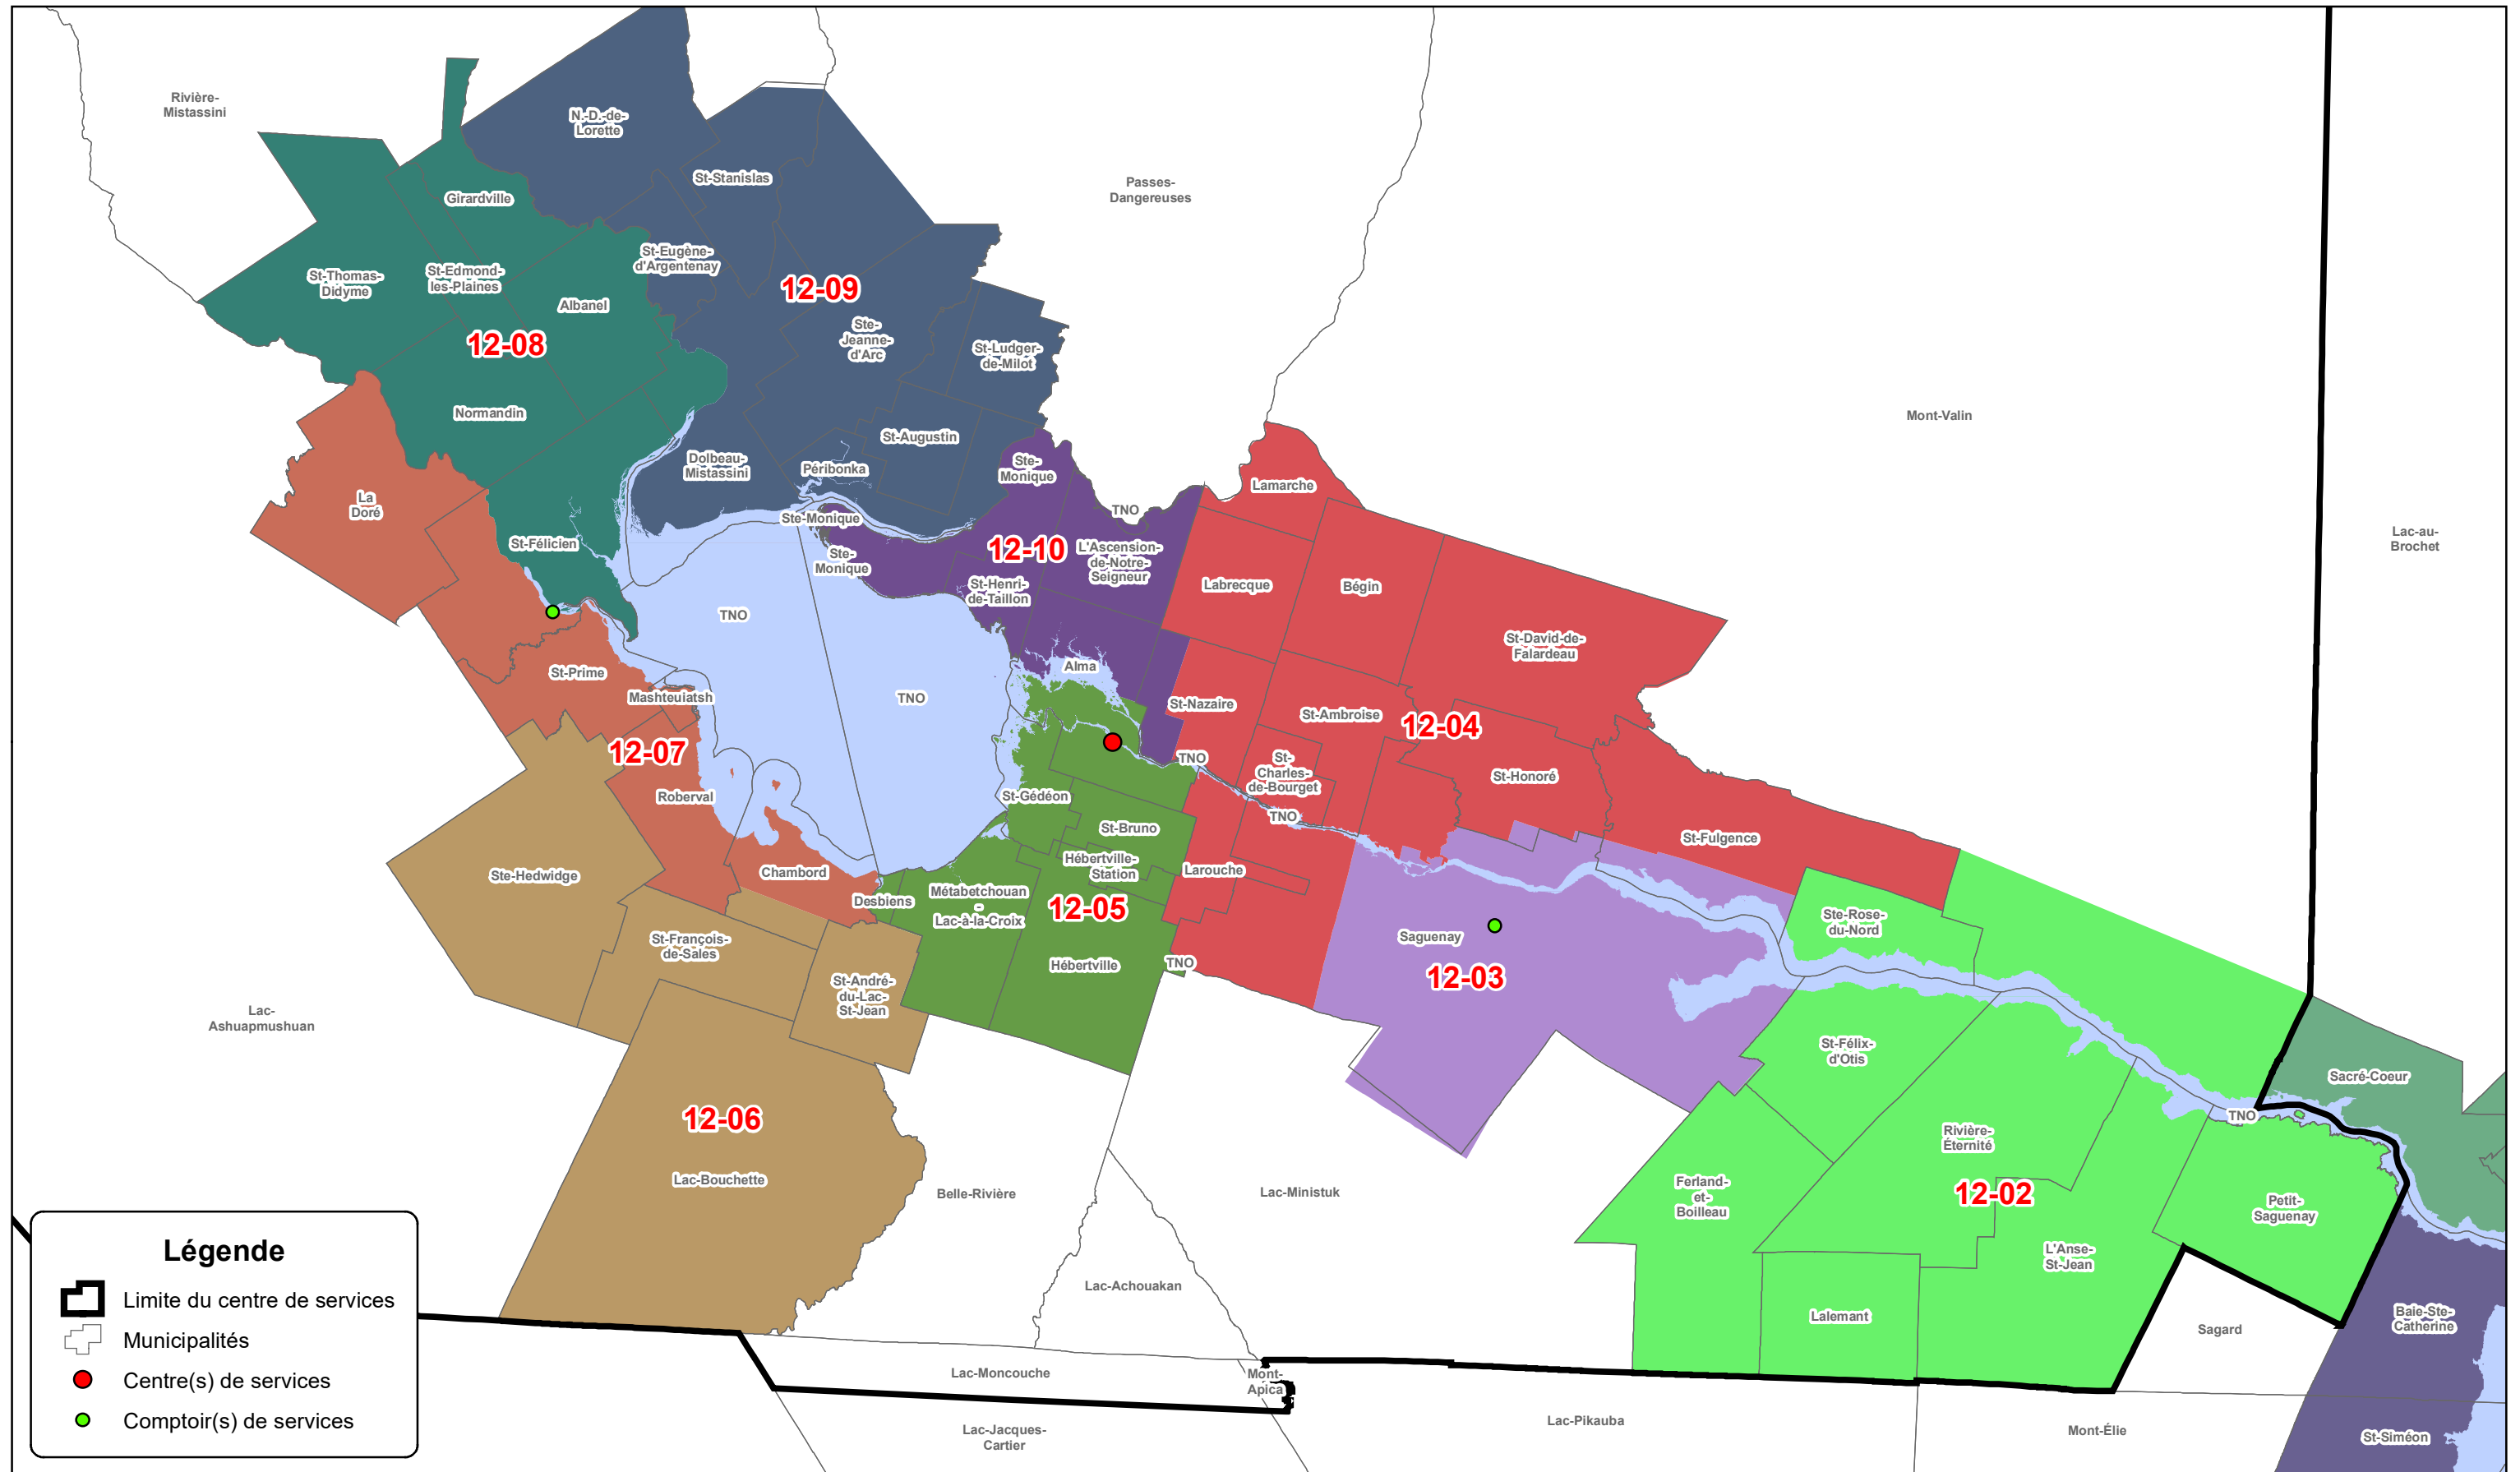 Rivière-
Mistassini
N.-D.-de-
Lorette
St-Stanislas
Passes-
Dangereuses
Girardville
St-Eugène-
d'Argentenay
St-Thomas-
Didyme
St-Edmond-
les-Plaines
Albanel
12-09
12-08
Ste-
Jeanne-
d'Arc
St-Ludger-
de-Milot
Normandin
Mont-Valin
St-Augustin
Dolbeau-
Mistassini
Péribonka
Ste-
Monique
Lamarche
La
Doré
TNO
Ste-Monique
St-Félicien
Ste-
Monique
12-10
L'Ascension-
de-Notre-
Seigneur
Lac-au-
Brochet
St-Henri-
de-Taillon
Labrecque
Bégin
TNO
St-David-de-
Falardeau
St-Prime
Alma
Mashteuiatsh
TNO
St-Nazaire
St-Ambroise
12-04
12-07
TNO
St-
Charles-
de-Bourget
St-Honoré
Roberval
St-Gédéon
TNO
St-Bruno
St-Fulgence
Hébertville-
Station
Larouche
Ste-Hedwige
Chambord
Desbiens
Métabetchouan
-
Lac-à-la-Croix
12-05
Ste-Rose-
du-Nord
St-François-
de-Sales
Saguenay
Hébertville
TNO
12-03
St-André-
du-Lac-
St-Jean
Lac-
Ashuapmushuan
St-Félix-
d'Otis
Sacré-Coeur
12-06
TNO
Rivière-
Éternité
Lac-Bouchette
Belle-Rivière
Lac-Ministuk
Ferland-
et-
Boilleau
12-02
Petit-
Saguenay
L'Anse-
St-Jean
Lac-Achouakan
Lalemant
Sagard
Baie-Ste-
Catherine
Lac-Moncouche
Mont-
Apica
Lac-Jacques-
Cartier
Lac-Pikauba
Mont-Élie
St-Siméon
Légende
Limite du centre de services
Municipalités
Centre(s) de services
Comptoir(s) de services